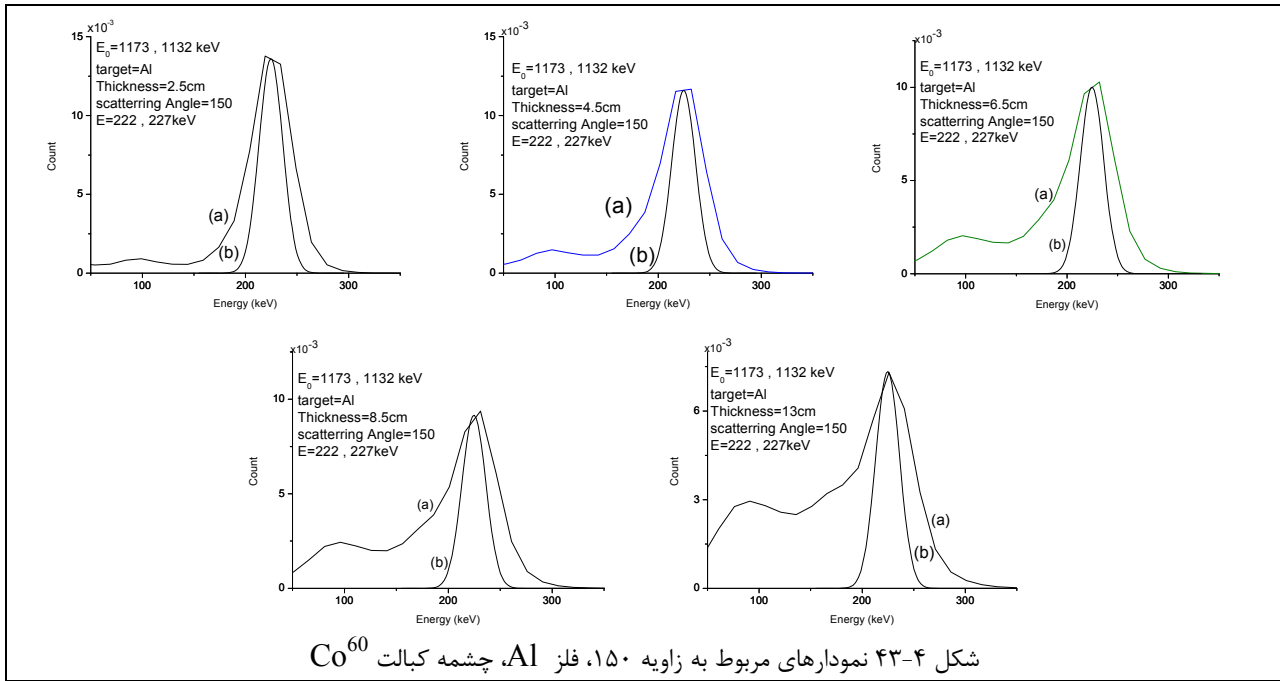 x10⁻³
15
10
5
0
Count
E₀=1173 , 1132 keV
target=Al
Thickness=2.5cm
scatterring Angle=150
E=222 , 227keV
(a)
(b)
100 200 300
Energy (keV)
x10⁻³
15
10
5
0
Count
E₀=1173 , 1132 keV
target=Al
Thickness=4.5cm
scatterring Angle=150
E=222 , 227keV
(a)
(b)
100 200 300
Energy (keV)
x10⁻³
10
5
0
Count
E₀=1173 , 1132 keV
target=Al
Thickness=6.5cm
scatterring Angle=150
E=222 , 227keV
(a)
(b)
100 200 300
Energy (keV)
x10⁻³
10
5
0
Count
E₀=1173 , 1132 keV
target=Al
Thickness=8.5cm
scatterring Angle=150
E=222 , 227keV
(a)
(b)
100 200 300
Energy (keV)
x10⁻³
6
3
0
Count
E₀=1173 , 1132 keV
target=Al
Thickness=13cm
scatterring Angle=150
E=222 , 227keV
(a)
(b)
100 200 300
Energy (keV)
شکل ۴-۴۳ نمودارهای مربوط به زاویه ۱۵۰، فلز Al، چشمه کبالت Co⁶⁰